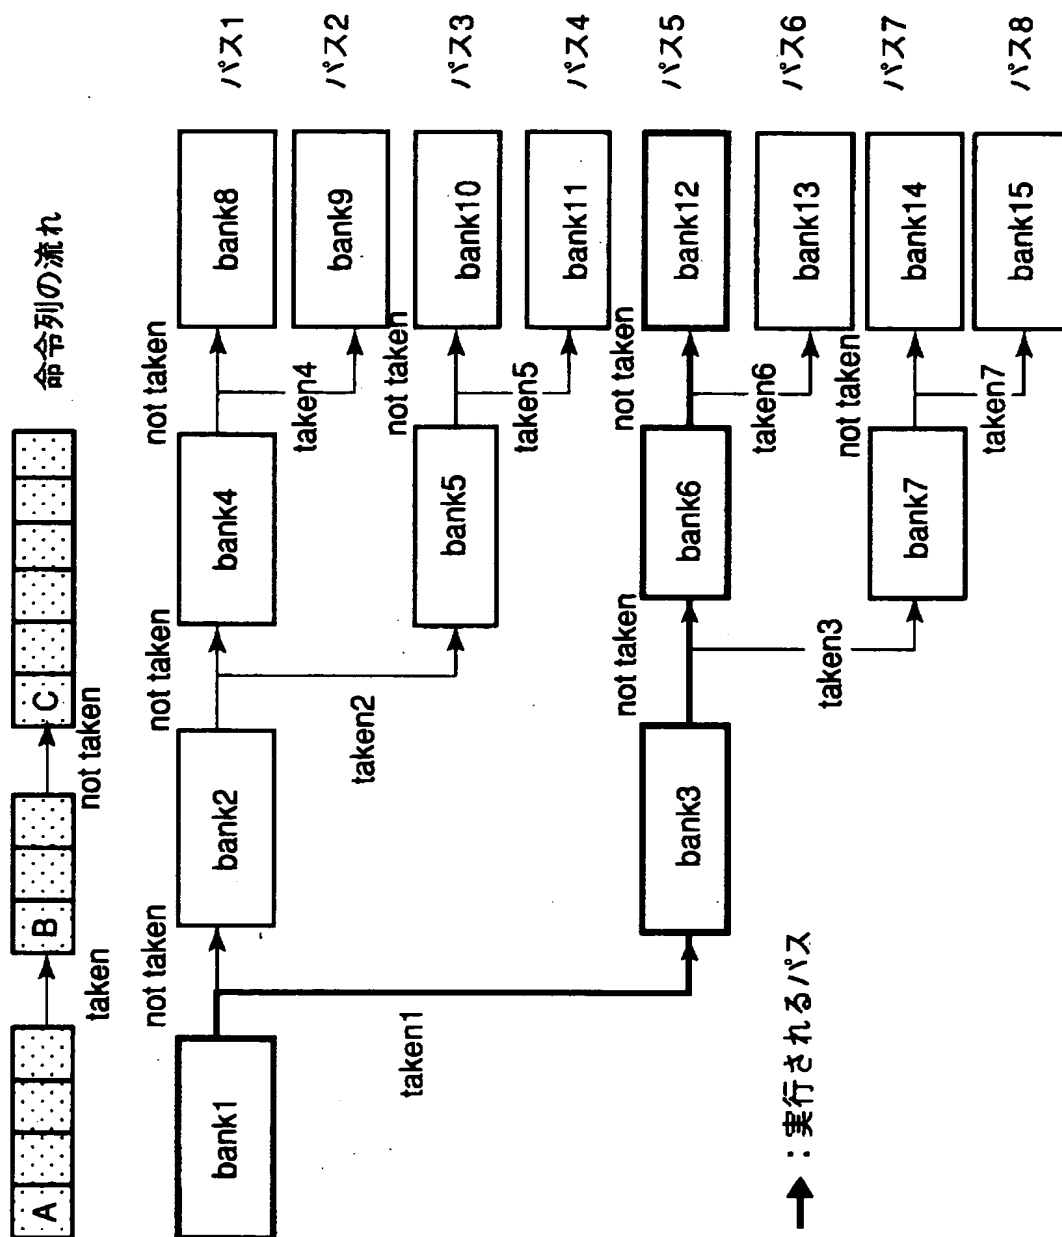 命令列の流れ
A
B
C
taken
not taken
bank1
not taken
taken1
bank2
not taken
taken2
bank3
not taken
taken3
bank4
not taken
taken4
bank5
not taken
taken5
bank6
not taken
taken6
bank7
not taken
taken7
bank8
パス1
bank9
パス2
bank10
パス3
bank11
パス4
bank12
パス5
bank13
パス6
bank14
パス7
bank15
パス8
：実行されるパス